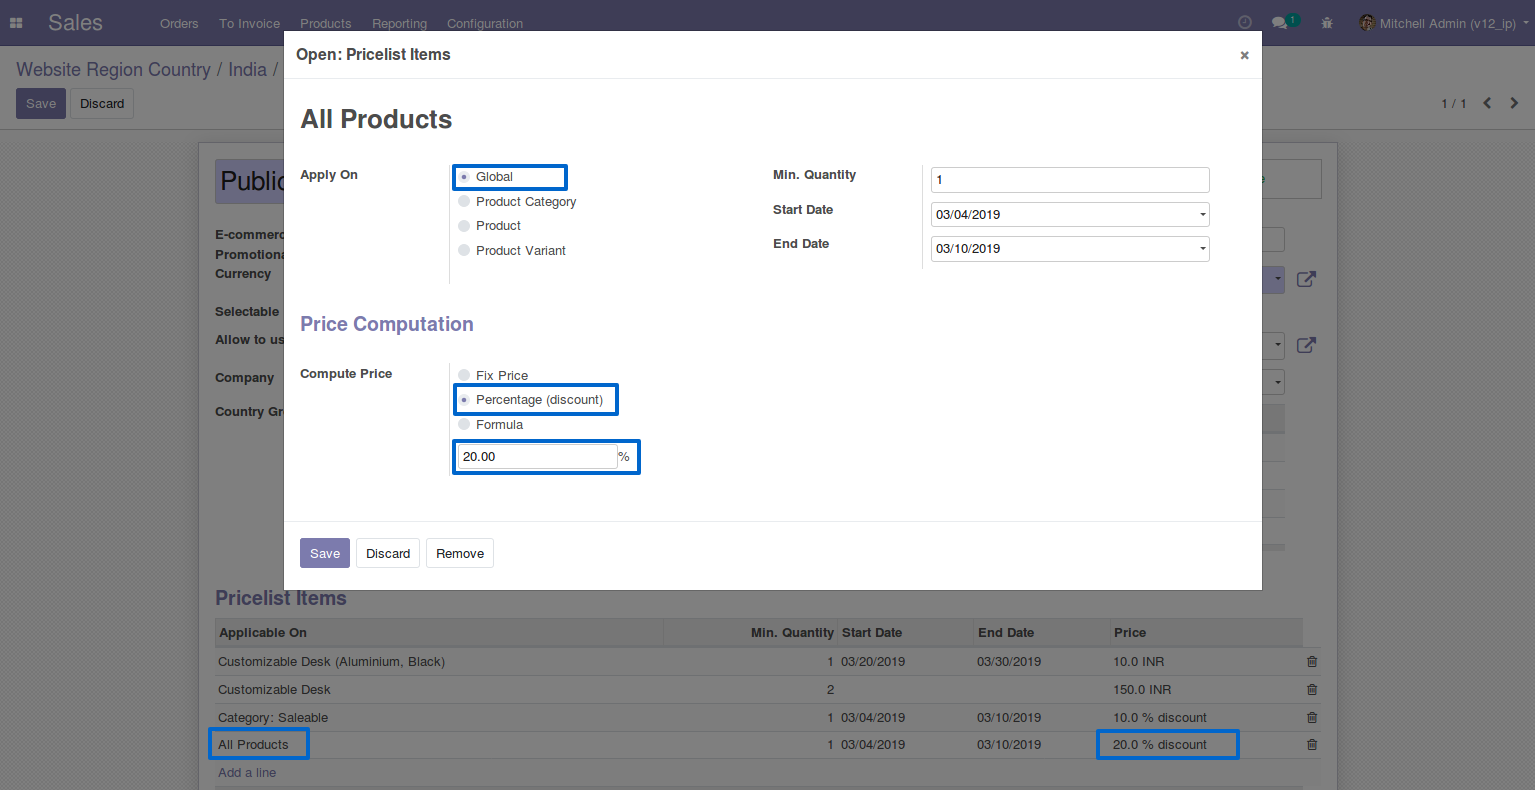 Sales Orders To Invoice Products Reporting Configuration 1 Mitchell Admin (v12_ip)
Website Region Country / India /
Save Discard
1 / 1
Open: Pricelist Items ×
All Products
Apply On
Global
Product Category
Product
Product Variant
Min. Quantity 1
Start Date 03/04/2019
End Date 03/10/2019
Price Computation
Compute Price
Fix Price
Percentage (discount)
Formula
20.00 %
Save Discard Remove
Currency
Selectable
Allow to
Company
Country
Pricelist Items
Applicable On Min. Quantity Start Date End Date Price
Customizable Desk (Aluminium, Black) 1 03/20/2019 03/30/2019 10.0 INR
Customizable Desk 2 150.0 INR
Category: Saleable 1 03/04/2019 03/10/2019 10.0 % discount
All Products 1 03/04/2019 03/10/2019 20.0 % discount
Add a line